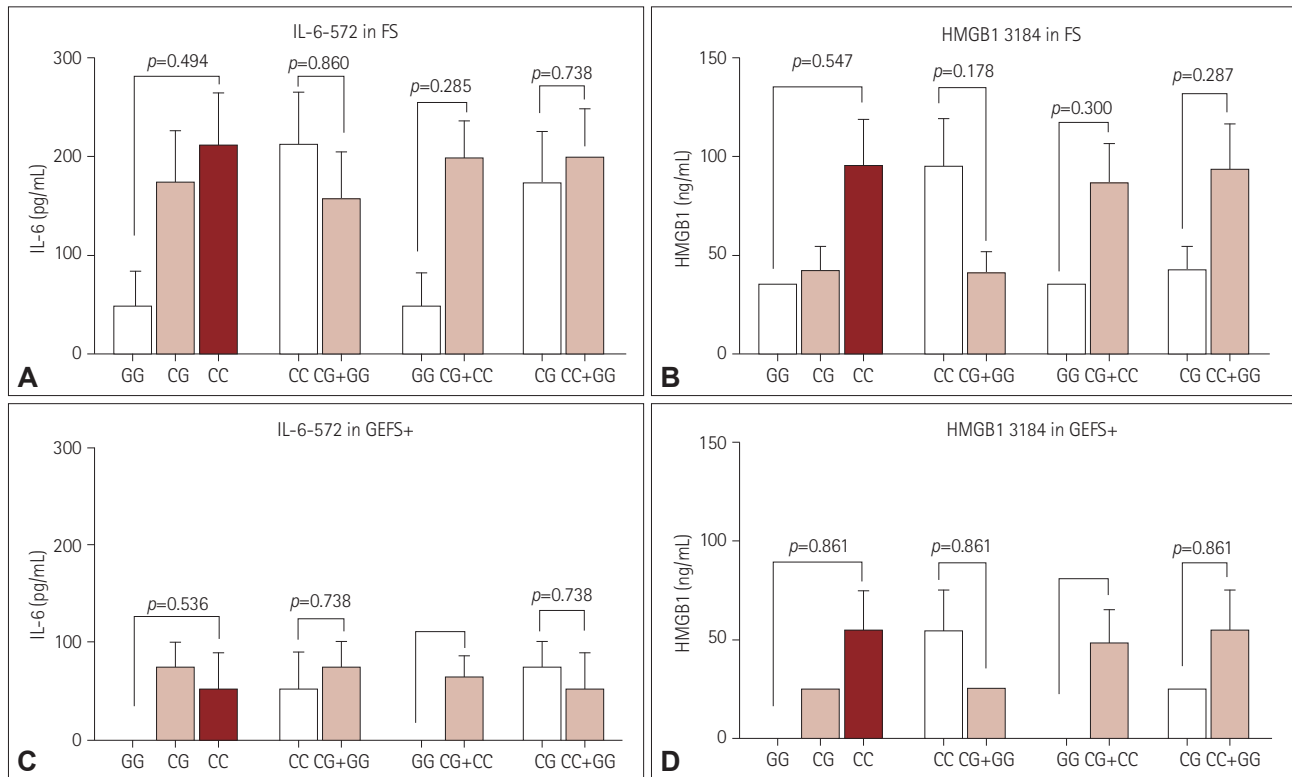 IL-6-572 in FS
300
200
100
0
IL-6 (pg/mL)
p=0.494
p=0.860
p=0.285
p=0.738
GG CG CC CC CG+GG GG CG+CC CG CC+GG
A
HMGB1 3184 in FS
150
100
50
0
HMGB1 (ng/mL)
p=0.547
p=0.178
p=0.300
p=0.287
GG CG CC CC CG+GG GG CG+CC CG CC+GG
B
IL-6-572 in GEFS+
300
200
100
0
IL-6 (pg/mL)
p=0.536
p=0.738
p=0.738
GG CG CC CC CG+GG GG CG+CC CG CC+GG
C
HMGB1 3184 in GEFS+
150
100
50
0
HMGB1 (ng/mL)
p=0.861
p=0.861
p=0.861
GG CG CC CC CG+GG GG CG+CC CG CC+GG
D